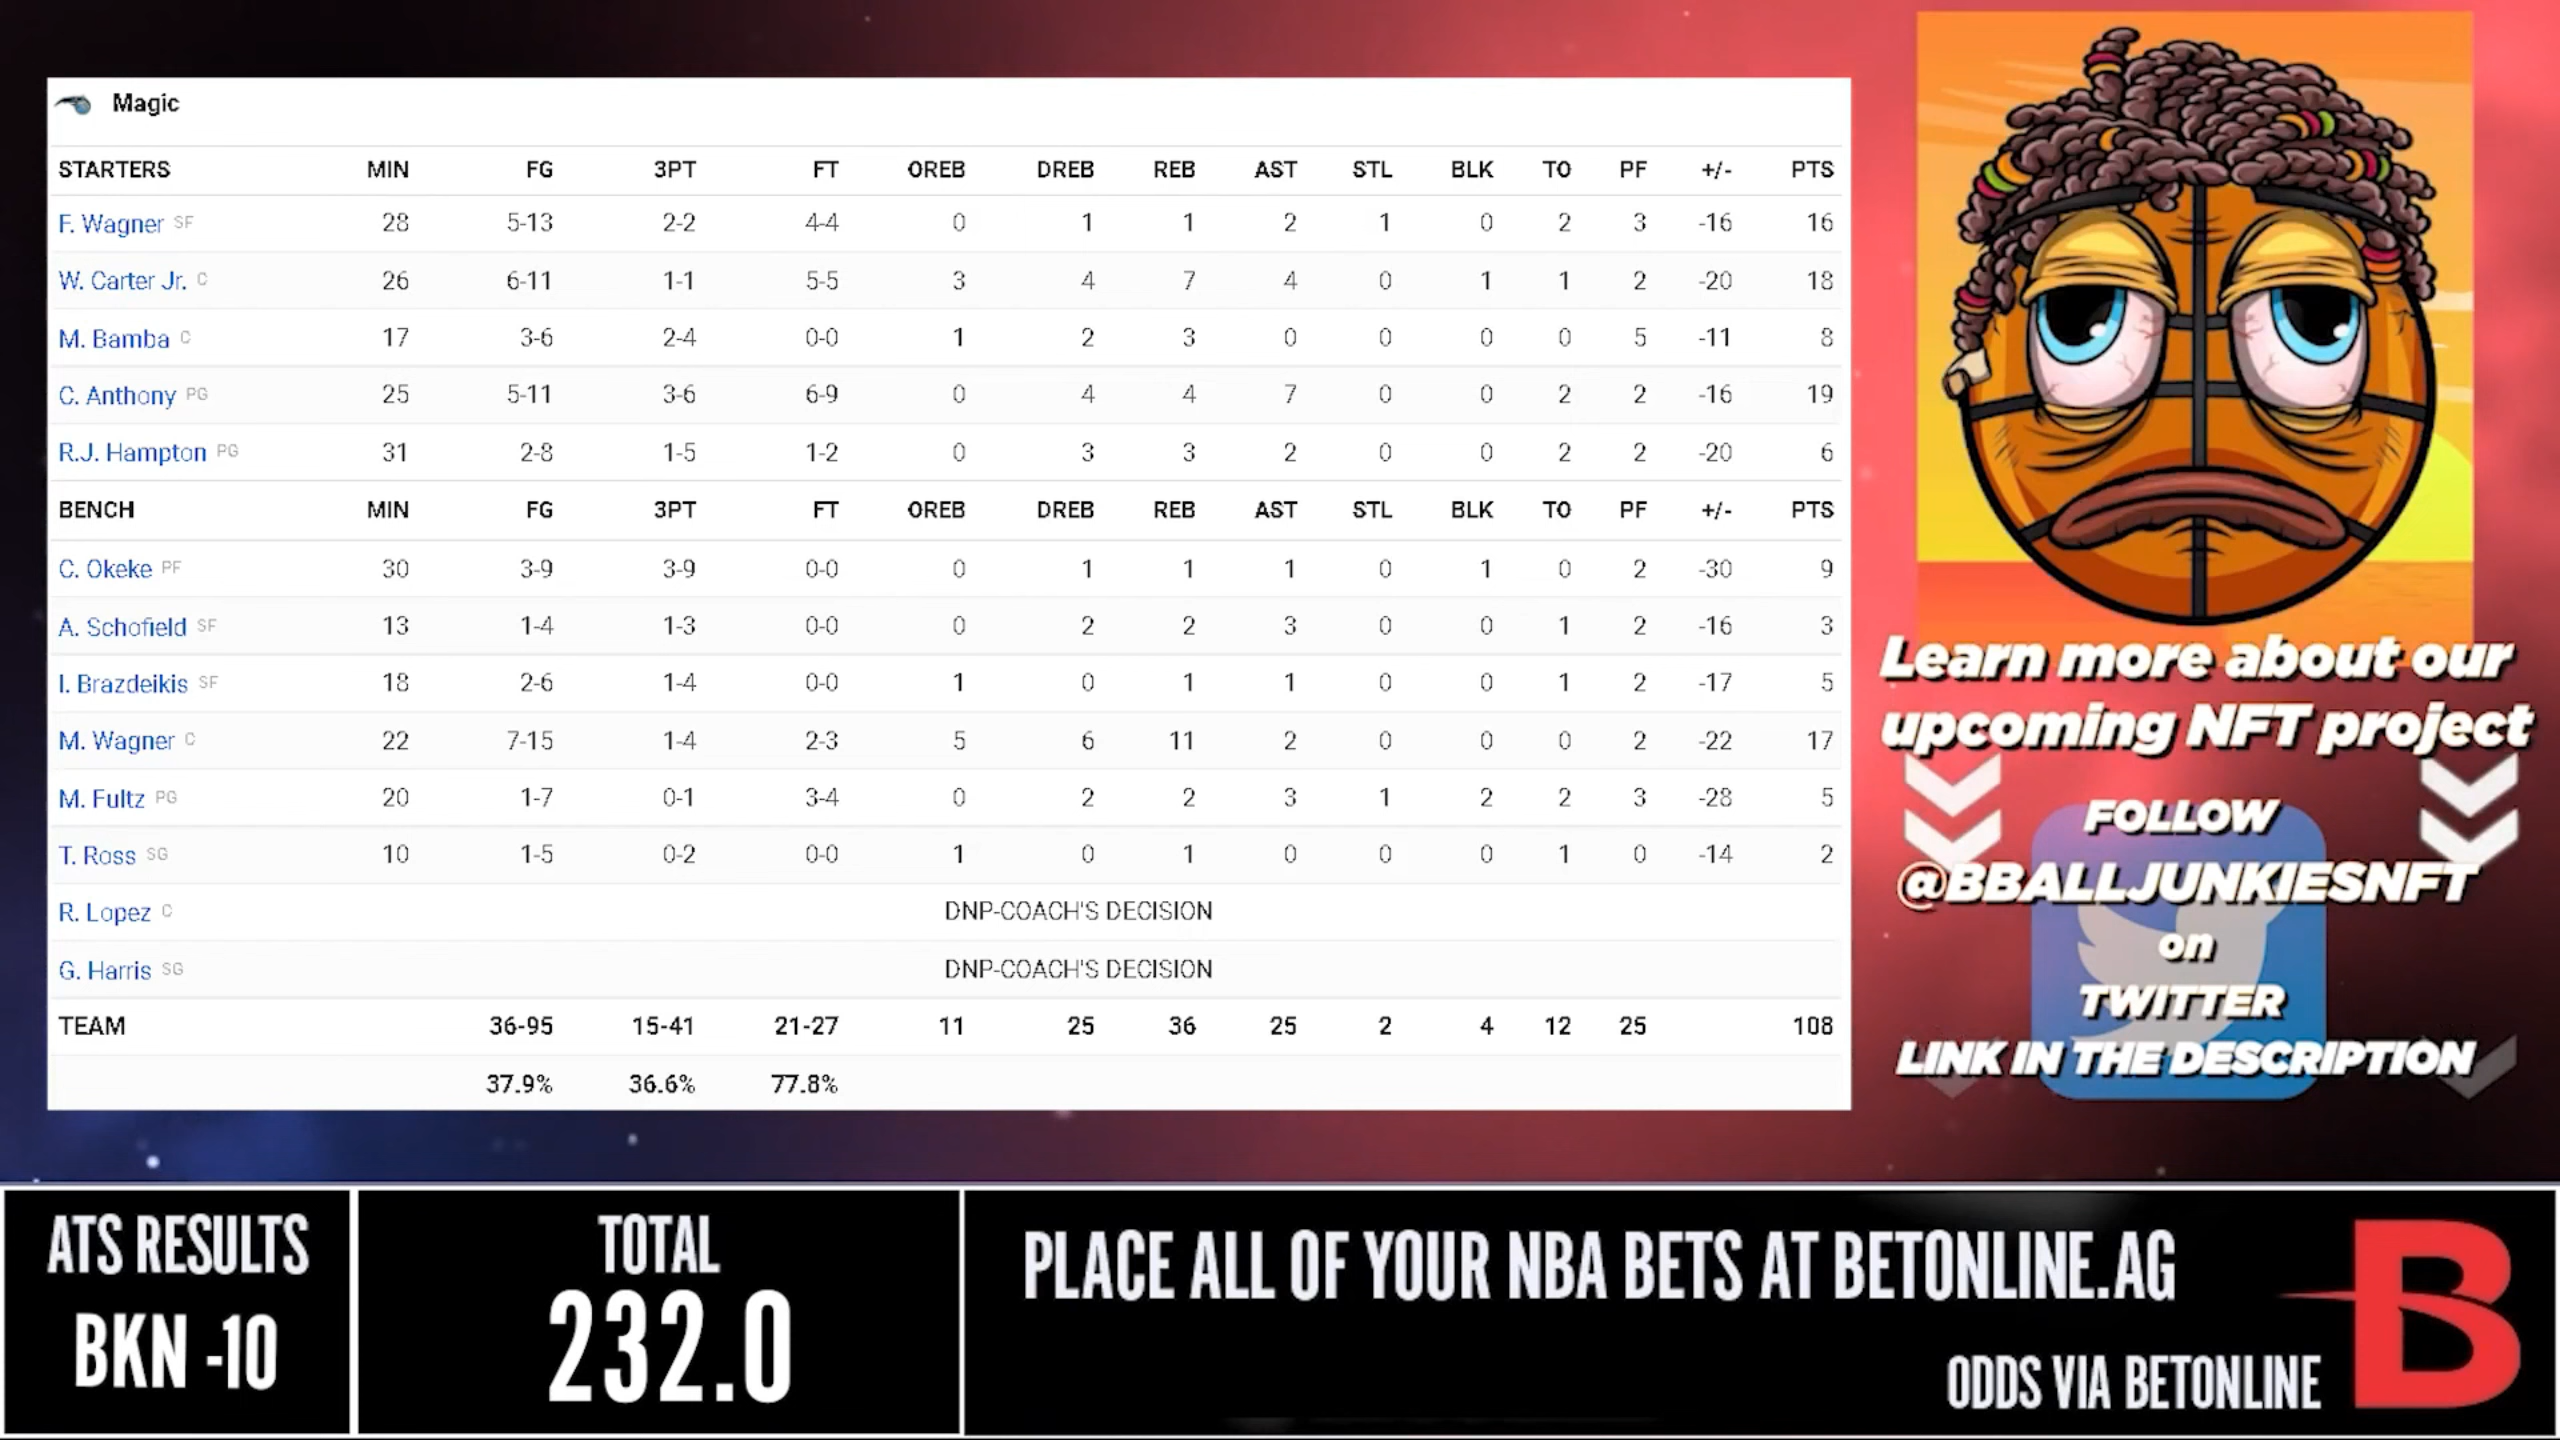 Magic
STARTERS MIN FG 3PT FT OREB DREB REB AST STL BLK TO PF +/- PTS
F. Wagner SF 28 5-13 2-2 4-4 0 1 1 2 1 0 2 3 -16 16
W. Carter Jr. C 26 6-11 1-1 5-5 3 4 7 4 0 1 1 2 -20 18
M. Bamba C 17 3-6 2-4 0-0 1 2 3 0 0 0 0 5 -11 8
C. Anthony PG 25 5-11 3-6 6-9 0 4 4 7 0 0 2 2 -16 19
R.J. Hampton PG 31 2-8 1-5 1-2 0 3 3 2 0 0 2 2 -20 6
BENCH MIN FG 3PT FT OREB DREB REB AST STL BLK TO PF +/- PTS
C. Okeke PF 30 3-9 3-9 0-0 0 1 1 1 0 1 0 2 -30 9
A. Schofield SF 13 1-4 1-3 0-0 0 2 2 3 0 0 1 2 -16 3
I. Brazdeikis SF 18 2-6 1-4 0-0 1 0 1 1 0 0 1 2 -17 5
M. Wagner C 22 7-15 1-4 2-3 5 6 11 2 0 0 0 2 -22 17
M. Fultz PG 20 1-7 0-1 3-4 0 2 2 3 1 2 2 3 -28 5
T. Ross SG 10 1-5 0-2 0-0 1 0 1 0 0 0 1 0 -14 2
R. Lopez C DNP-COACH'S DECISION
G. Harris SG DNP-COACH'S DECISION
TEAM 36-95 15-41 21-27 11 25 36 25 2 4 12 25 108
37.9% 36.6% 77.8%
Learn more about our
upcoming NFT project
FOLLOW
@BBALLJUNKIESNFT
on
TWITTER
LINK IN THE DESCRIPTION
ATS RESULTS
BKN -10
TOTAL
232.0
PLACE ALL OF YOUR NBA BETS AT BETONLINE.AG
ODDS VIA BETONLINE
B